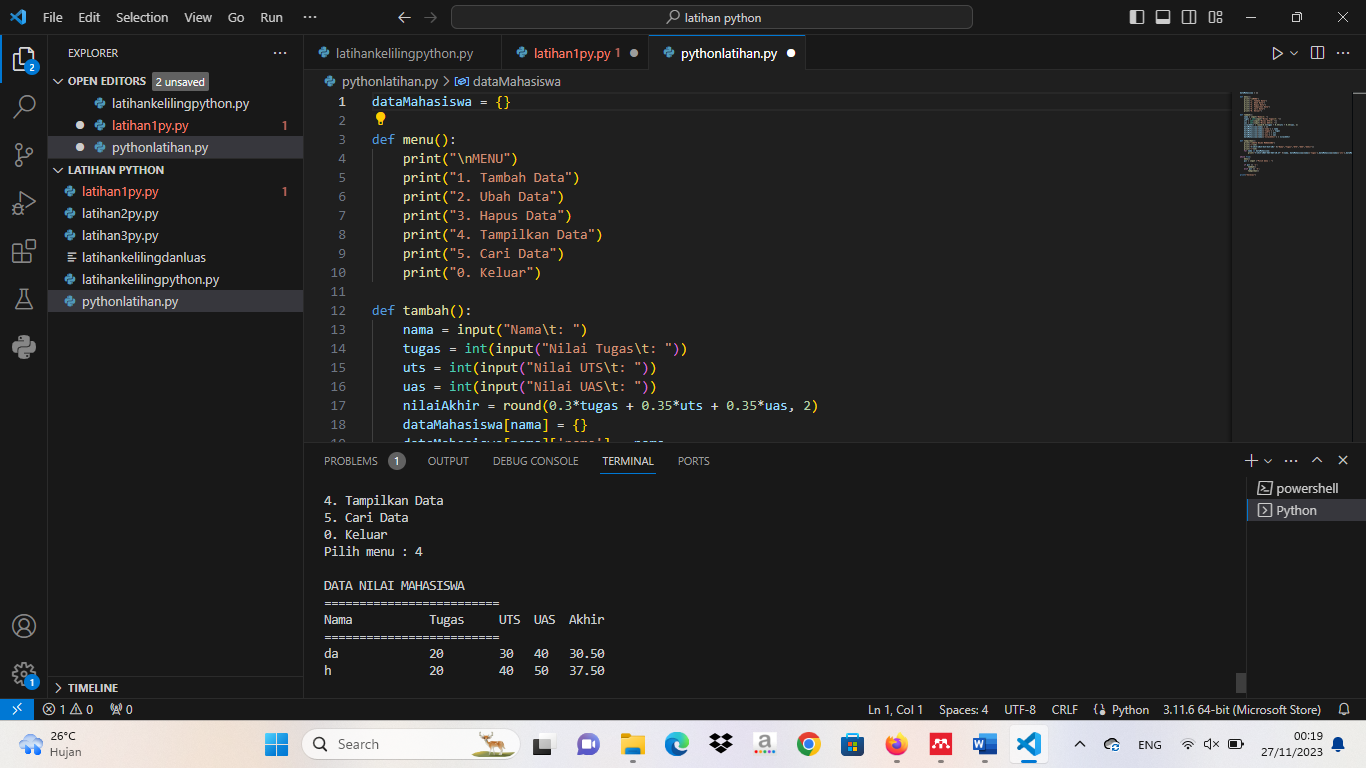 File Edit Selection View Go Run ···
latihan python
EXPLORER
OPEN EDITORS 2 unsaved
latihankelilingpython.py
latihan1py.py 1
pythonlatihan.py
LATIHAN PYTHON
latihan1py.py 1
latihan2py.py
latihan3py.py
latihankelilingdanluas
latihankelilingpython.py
pythonlatihan.py
TIMELINE
latihankelilingpython.py latihan1py.py 1 pythonlatihan.py
pythonlatihan.py > dataMahasiswa
1 dataMahasiswa = {}
2
3 def menu():
4     print("\nMENU")
5     print("1. Tambah Data")
6     print("2. Ubah Data")
7     print("3. Hapus Data")
8     print("4. Tampilkan Data")
9     print("5. Cari Data")
10     print("0. Keluar")
11
12 def tambah():
13     nama = input("Nama\t: ")
14     tugas = int(input("Nilai Tugas\t: "))
15     uts = int(input("Nilai UTS\t: "))
16     uas = int(input("Nilai UAS\t: "))
17     nilaiAkhir = round(0.3*tugas + 0.35*uts + 0.35*uas, 2)
18     dataMahasiswa[nama] = {}
19     dataMahasiswa[nama]['nama'] = nama
PROBLEMS 1 OUTPUT DEBUG CONSOLE TERMINAL PORTS
powershell
Python
4. Tampilkan Data
5. Cari Data
0. Keluar
Pilih menu : 4
DATA NILAI MAHASISWA
=========================
Nama Tugas UTS UAS Akhir
=========================
da 20 30 40 30.50
h 20 40 50 37.50
1 0 0 Ln 1, Col 1 Spaces: 4 UTF-8 CRLF Python 3.11.6 64-bit (Microsoft Store)
26°C
Hujan
Search
ENG
00:19
27/11/2023